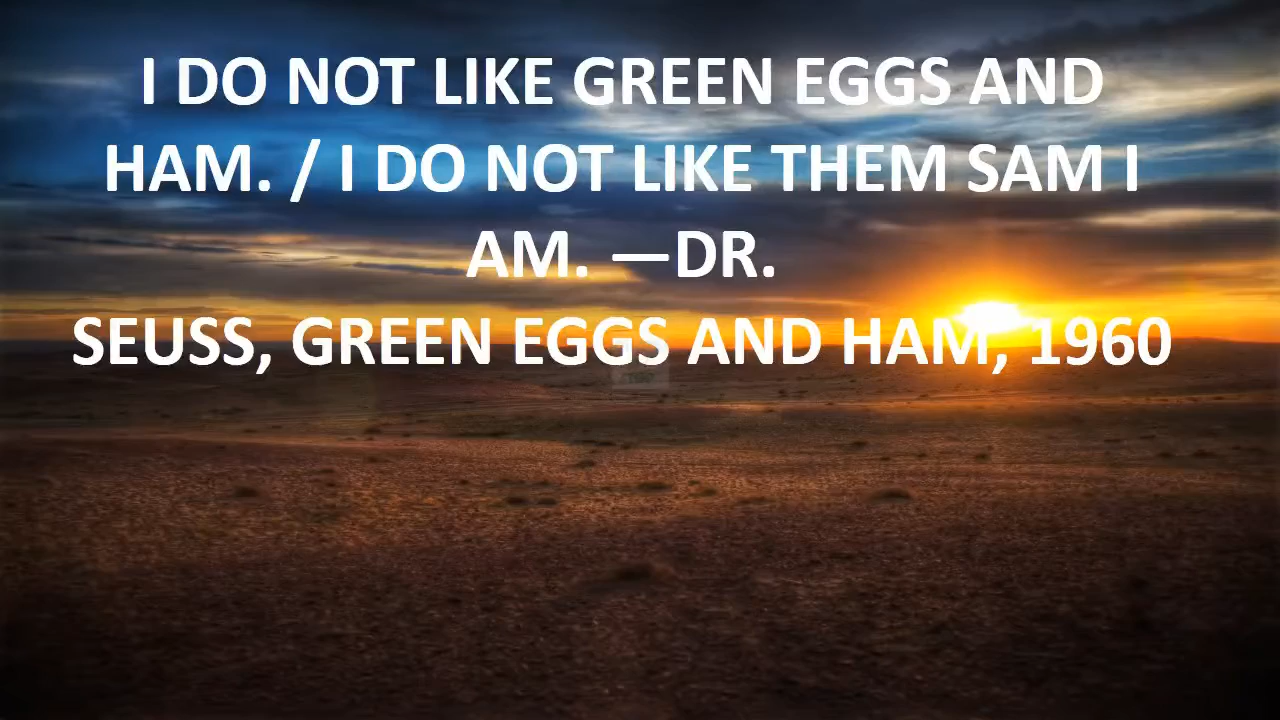 I DO NOT LIKE GREEN EGGS AND
HAM. / I DO NOT LIKE THEM SAM I
AM. —DR.
SEUSS, GREEN EGGS AND HAM, 1960